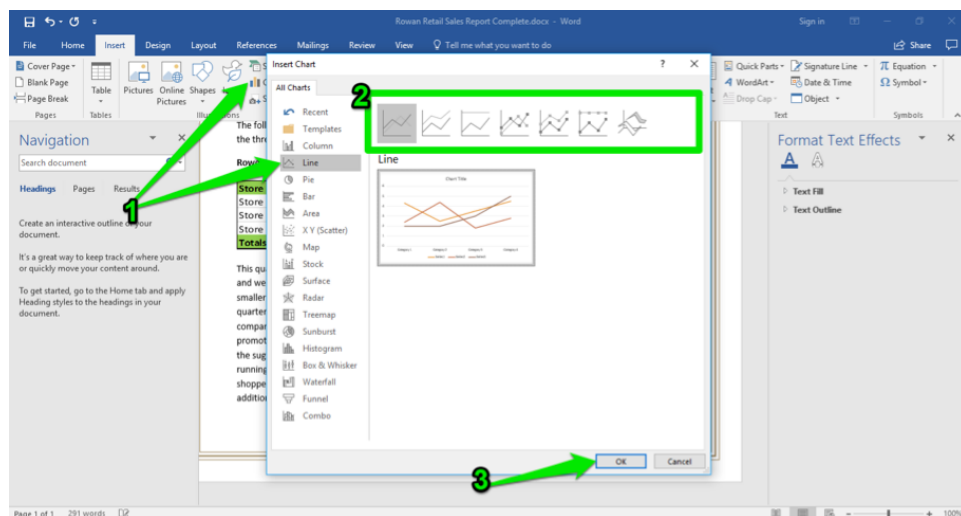 Rowan Retail Sales Report Complete.docx - Word
Sign in
File Home Insert Design Layout References Mailings Review View Tell me what you want to do Share
Cover Page
Blank Page
Page Break
Pages
Table
Tables
Pictures
Online Pictures
Shapes
Quick Parts
WordArt
Drop Cap
Signature Line
Date & Time
Object
Text
Equation
Symbol
Symbols
Navigation
Search document
Headings Pages Results
Create an interactive outline of your
document.
It's a great way to keep track of where you are
or quickly move your content around.
To get started, go to the Home tab and apply
Heading styles to the headings in your
document.
The foll
the thre
Row
Store
Store
Store
Store
Totals
This qu
and we
smaller
quarter
compar
promot
the sug
running
shoppe
additio
Insert Chart
? X
All Charts
Recent
Templates
Column
Line
Pie
Bar
Area
X Y (Scatter)
Map
Stock
Surface
Radar
Treemap
Sunburst
Histogram
Box & Whisker
Waterfall
Funnel
Combo
Line
Chart Title
OK Cancel
1
2
3
Format Text Effects
A A
Text Fill
Text Outline
Page 1 of 1 291 words
100%